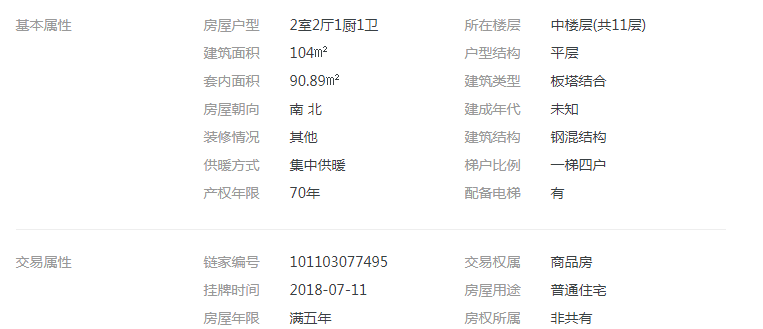 基本属性 房屋户型 2室2厅1厨1卫 所在楼层 中楼层(共11层)
建筑面积 104㎡ 户型结构 平层
套内面积 90.89㎡ 建筑类型 板塔结合
房屋朝向 南 北 建成年代 未知
装修情况 其他 建筑结构 钢混结构
供暖方式 集中供暖 梯户比例 一梯四户
产权年限 70年 配备电梯 有
交易属性 链家编号 101103077495 交易权属 商品房
挂牌时间 2018-07-11 房屋用途 普通住宅
房屋年限 满五年 房权所属 非共有